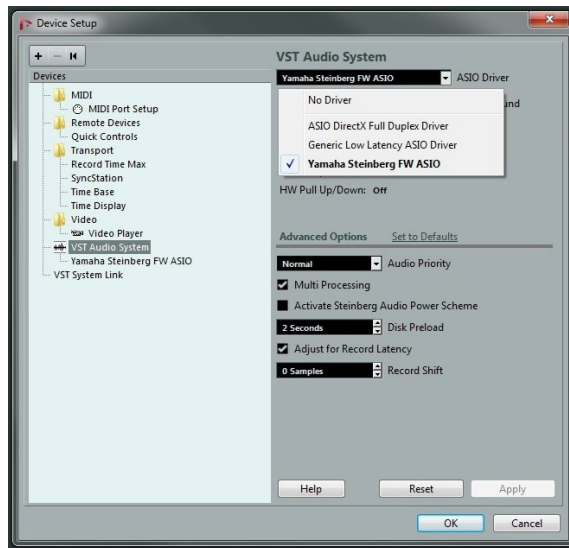 Device Setup
Devices
MIDI
MIDI Port Setup
Remote Devices
Quick Controls
Transport
Record Time Max
SyncStation
Time Base
Time Display
Video
Video Player
VST Audio System
Yamaha Steinberg FW ASIO
VST System Link
VST Audio System
Yamaha Steinberg FW ASIO ASIO Driver
No Driver
ASIO DirectX Full Duplex Driver
Generic Low Latency ASIO Driver
Yamaha Steinberg FW ASIO
HW Pull Up/Down: Off
Advanced Options Set to Defaults
Normal Audio Priority
Multi Processing
Activate Steinberg Audio Power Scheme
2 Seconds Disk Preload
Adjust for Record Latency
0 Samples Record Shift
Help Reset Apply
OK Cancel